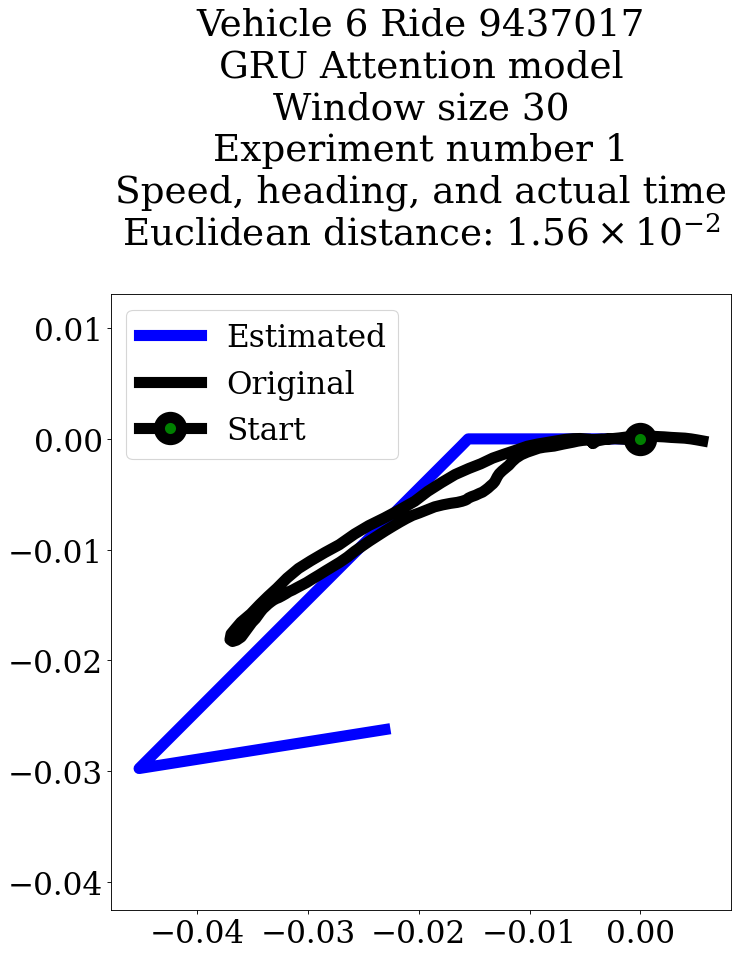 Vehicle 6 Ride 9437017
GRU Attention model
Window size 30
Experiment number 1
Speed, heading, and actual time
Euclidean distance: 1.56 × 10⁻²
Estimated
Original
Start
0.01
0.00
−0.01
−0.02
−0.03
−0.04
−0.04 −0.03 −0.02 −0.01 0.00